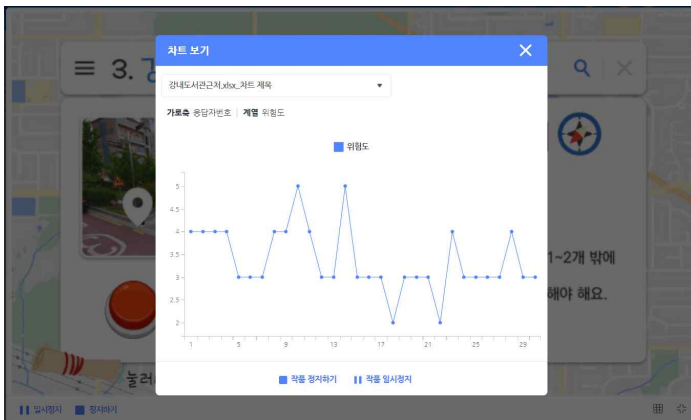 차트 보기
≡ 3.
강내도서관근처.xlsx_차트 제목
가로축 응답자번호 | 계열 위험도
위험도
5
4.5
4
3.5
3
2.5
2
1 5 9 13 17 21 25 29
1~2개 밖에
해야 해요.
눌러
작품 정지하기 작품 일시정지
일시정지 정지하기